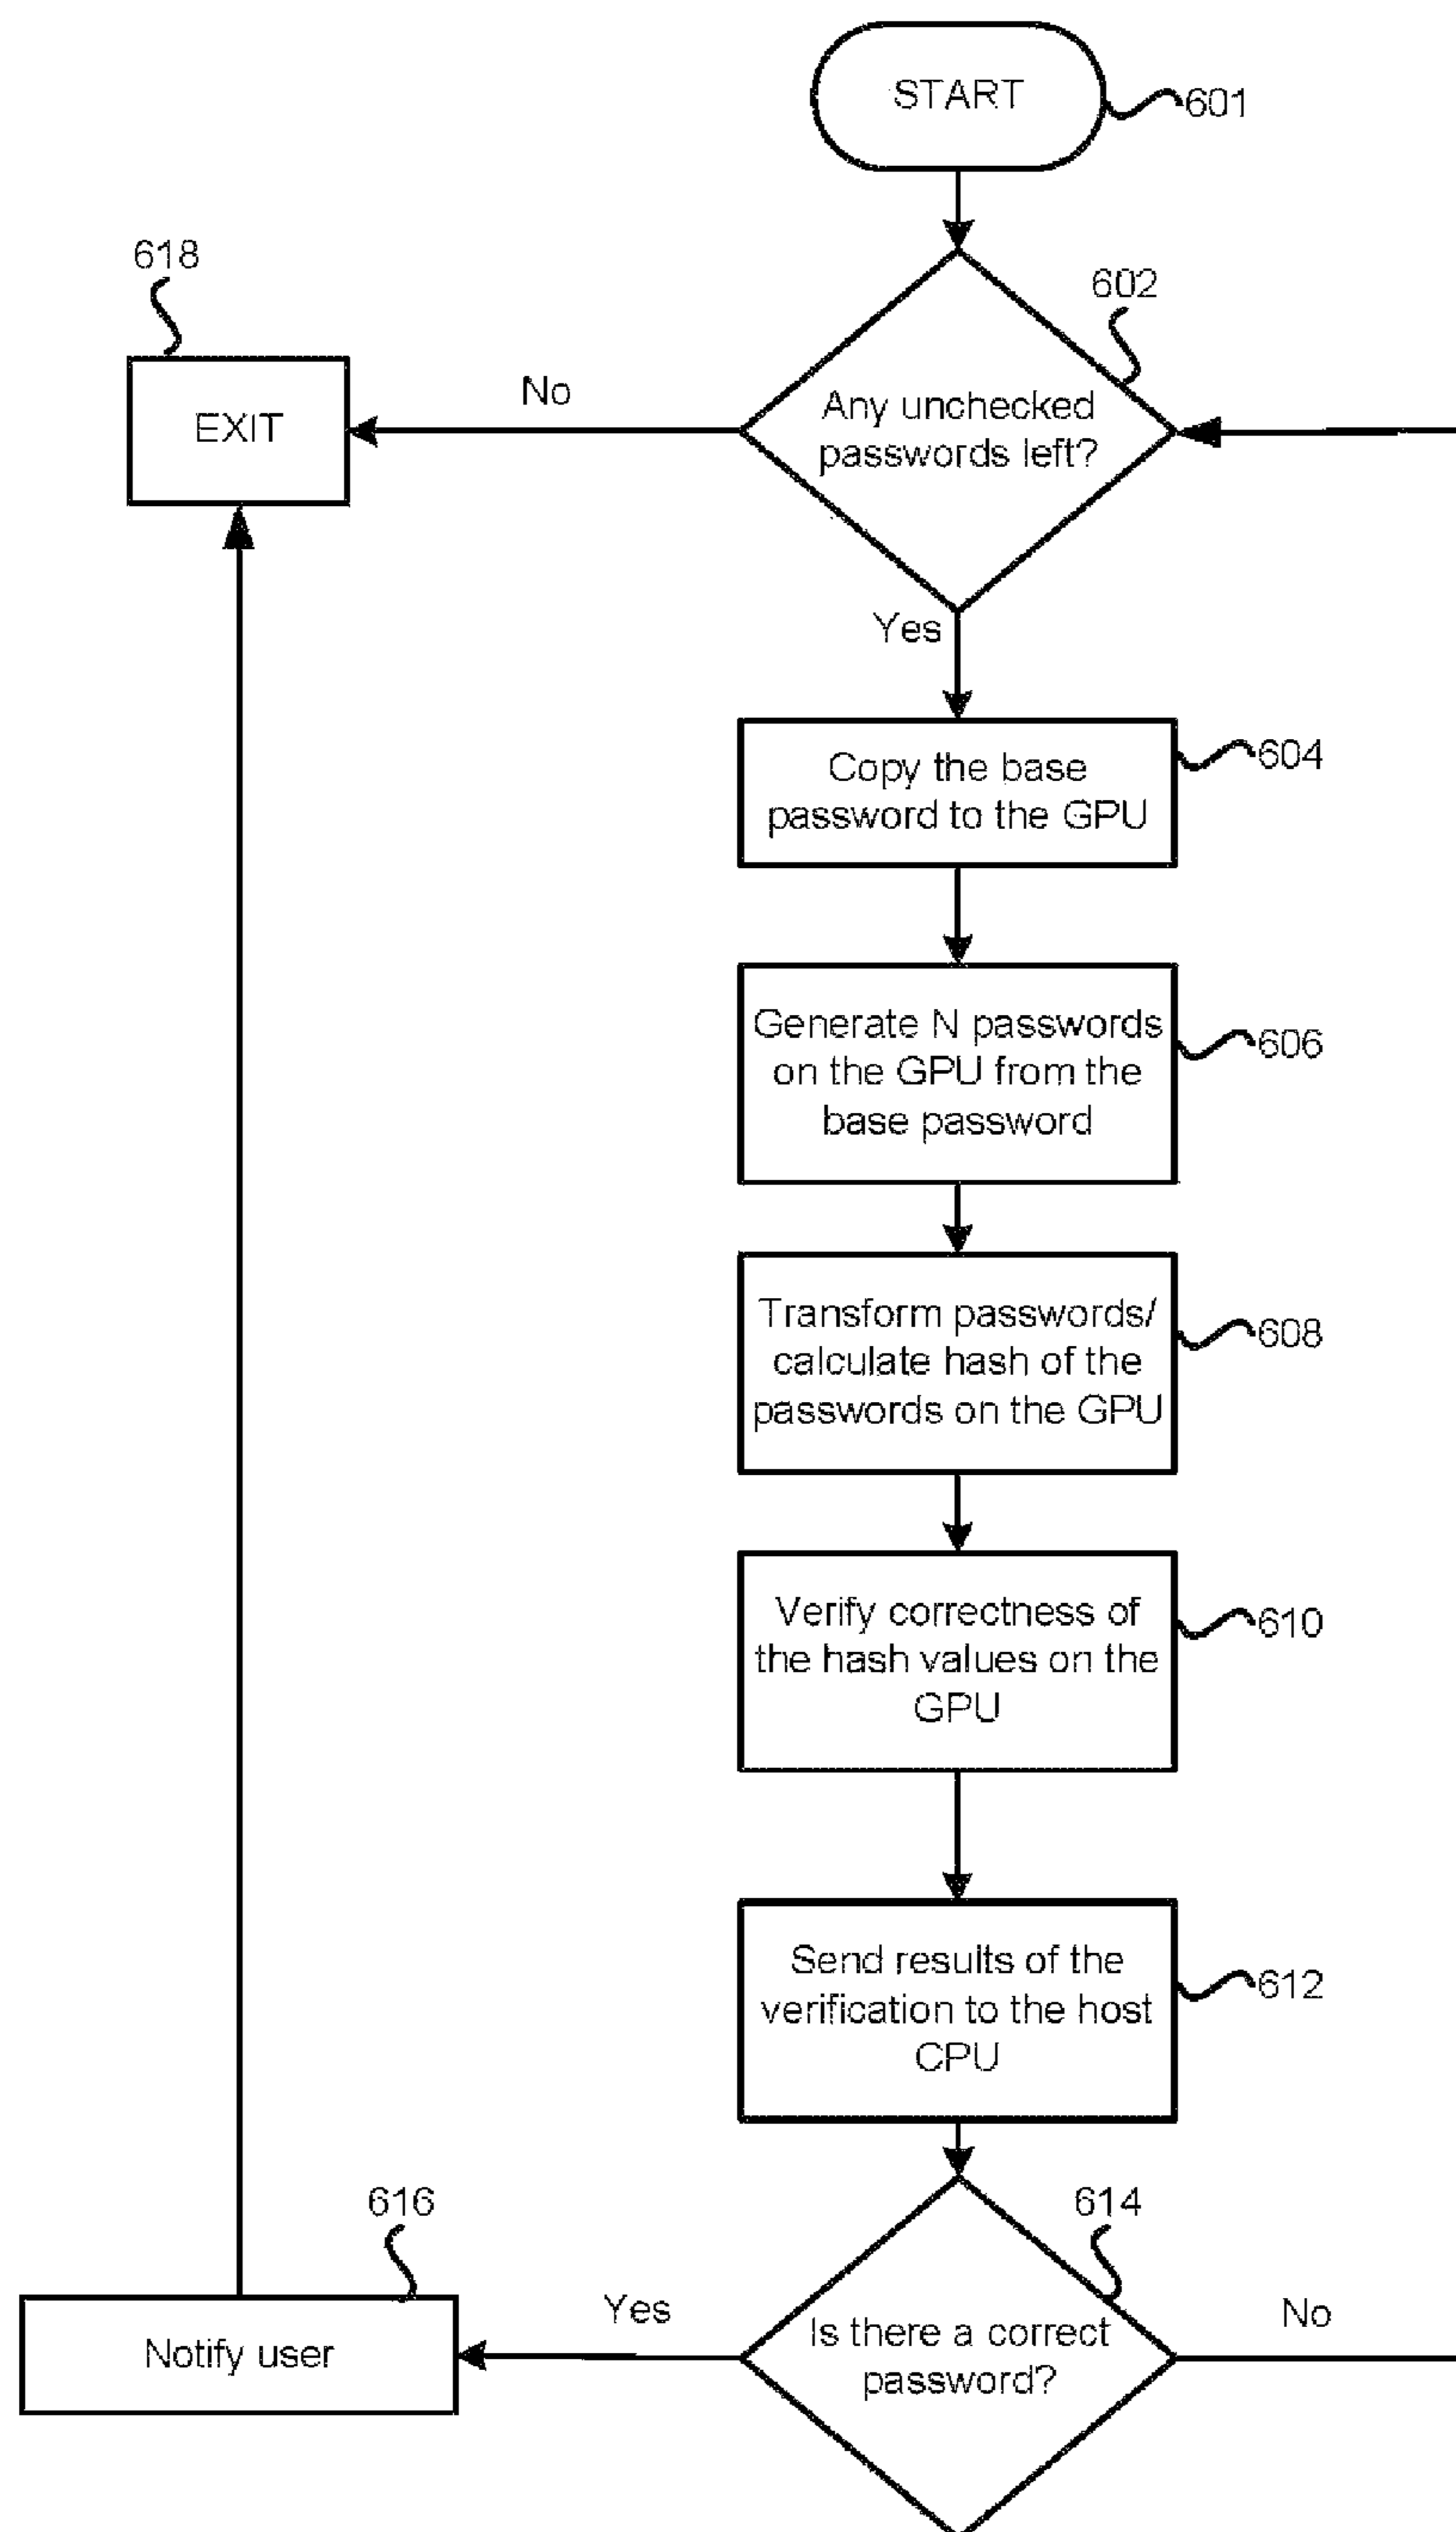 START
601
618
602
EXIT
No
Any unchecked
passwords left?
Yes
Copy the base
password to the GPU
604
Generate N passwords
on the GPU from the
base password
606
Transform passwords/
calculate hash of the
passwords on the GPU
608
Verify correctness of
the hash values on the
GPU
610
Send results of the
verification to the host
CPU
612
616
614
Notify user
Yes
Is there a correct
password?
No